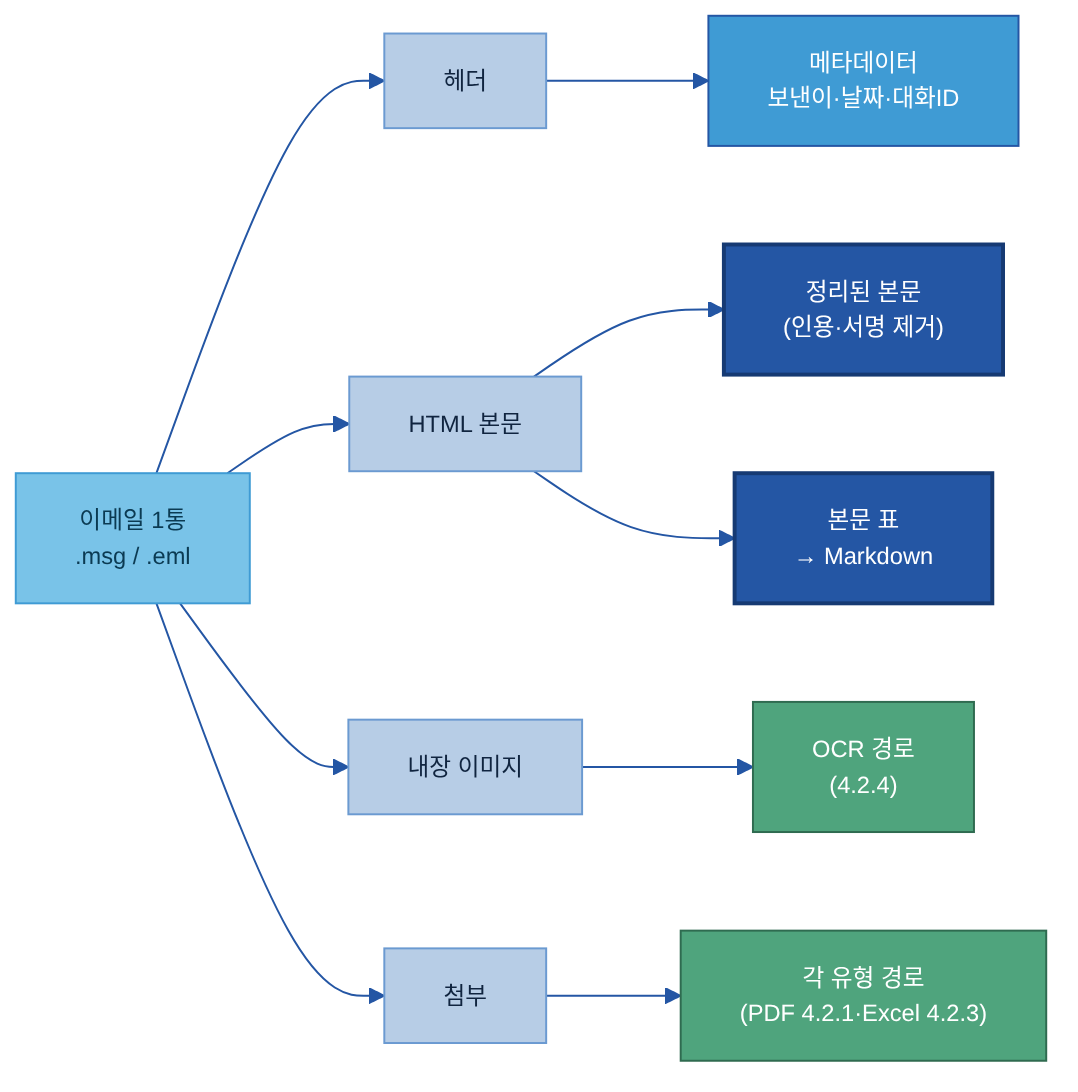 헤더
메타데이터
보낸이·날짜·대화ID
정리된 본문
(인용·서명 제거)
HTML 본문
이메일 1통
.msg / .eml
본문 표
→ Markdown
내장 이미지
OCR 경로
(4.2.4)
첨부
각 유형 경로
(PDF 4.2.1·Excel 4.2.3)